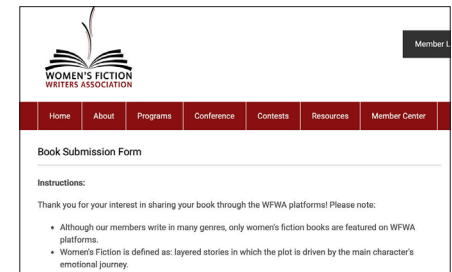 Member L
WOMEN'S FICTION
WRITERS ASSOCIATION
Home About Programs Conference Contests Resources Member Center
Book Submission Form
Instructions:
Thank you for your interest in sharing your book through the WFWA platforms! Please note:
• Although our members write in many genres, only women's fiction books are featured on WFWA
platforms.
• Women's Fiction is defined as: layered stories in which the plot is driven by the main character's
emotional journey.